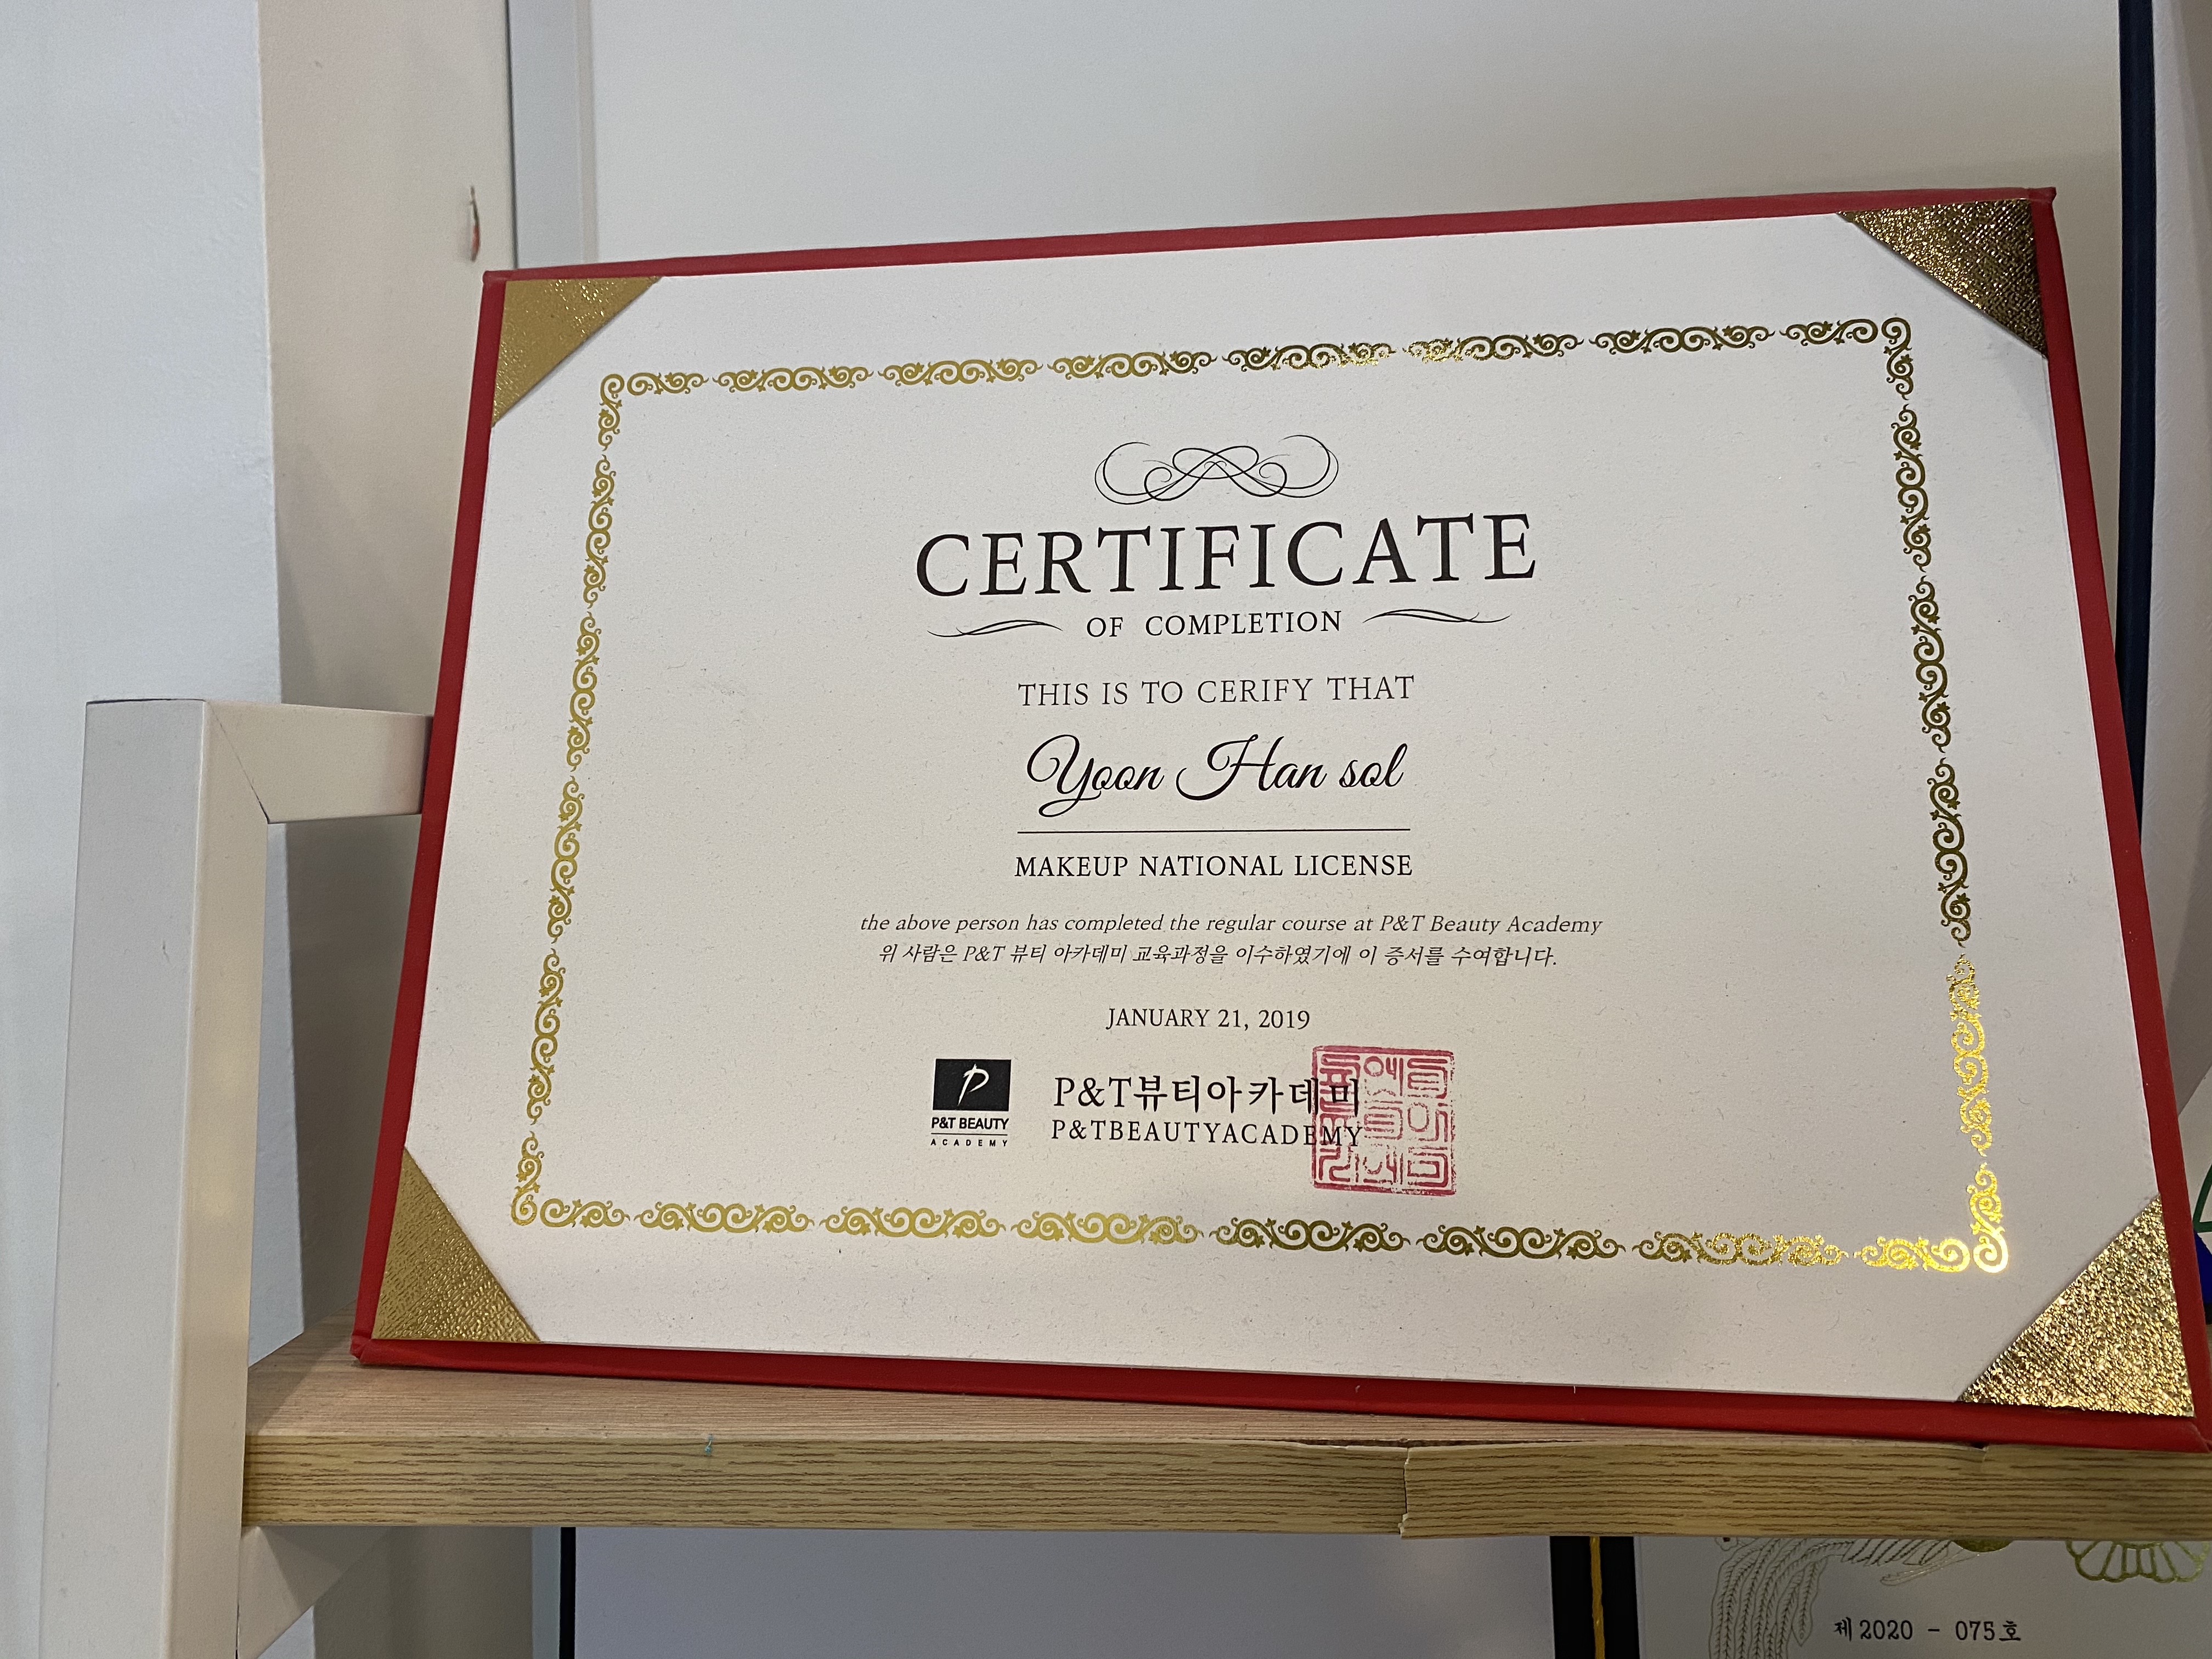 CERTIFICATE
OF COMPLETION
THIS IS TO CERIFY THAT
Yoon Han sol
MAKEUP NATIONAL LICENSE
the above person has completed the regular course at P&T Beauty Academy
위 사람은 P&T 뷰티 아카데미 교육과정을 이수하였기에 이 증서를 수여합니다.
JANUARY 21, 2019
P
P&T BEAUTY
ACADEMY
P&T뷰티아카데미
P&TBEAUTYACADEMY
제 2020 - 075 호